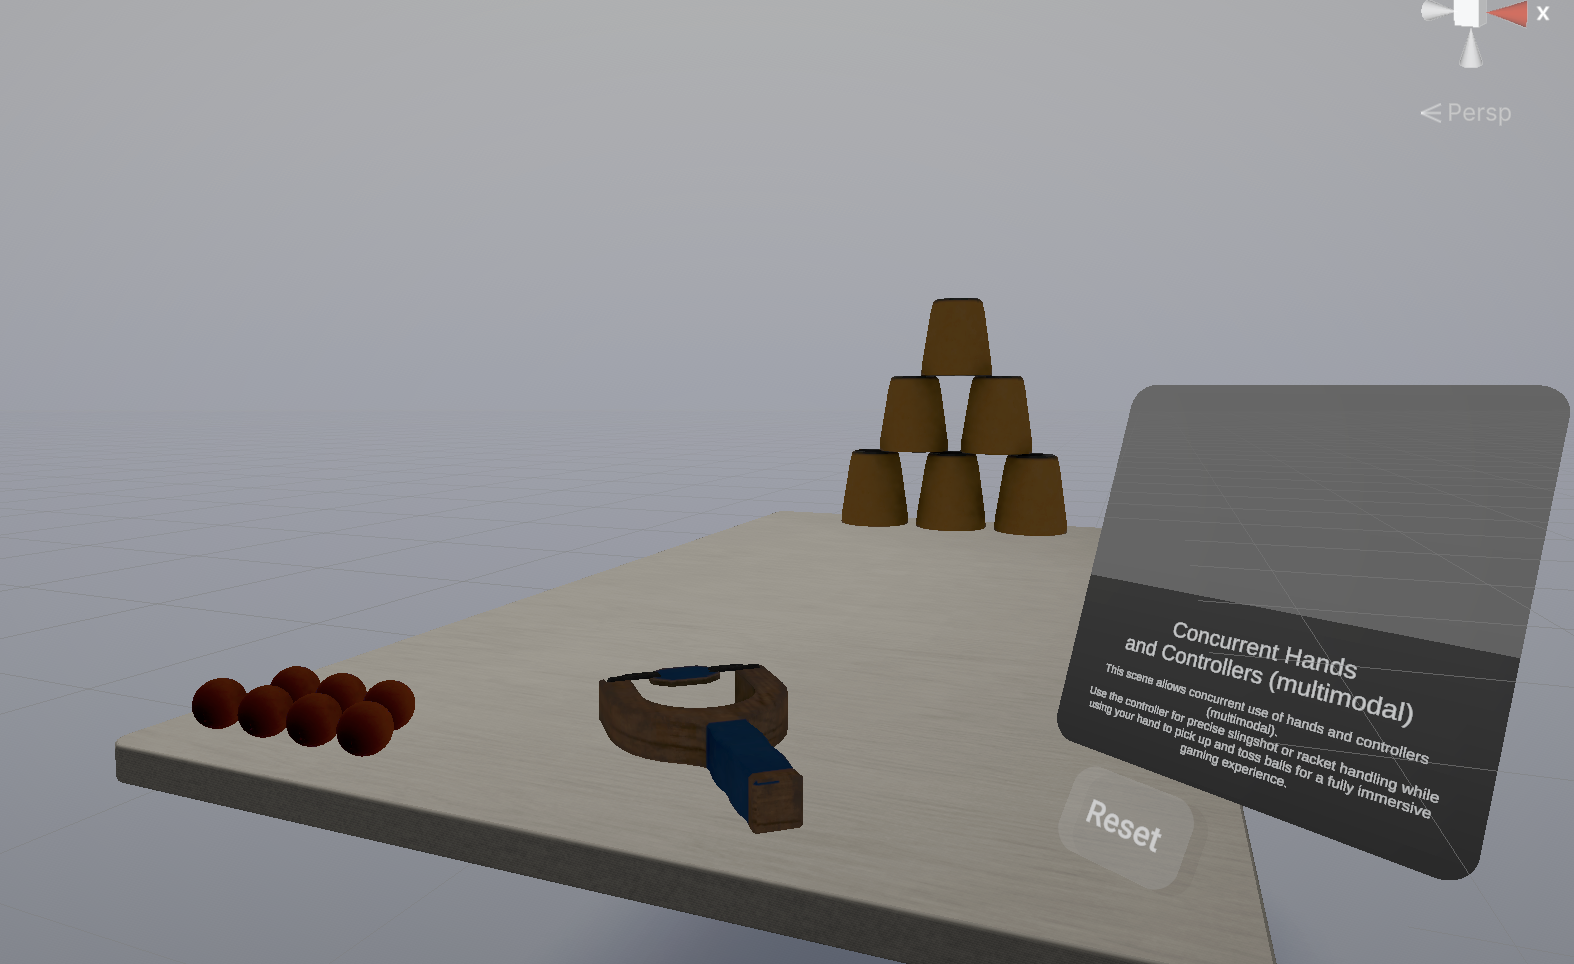 X
Persp
Concurrent Hands
and Controllers (multimodal)
This scene allows concurrent use of hands and controllers
(multimodal).
Use the controller for precise slingshot or racket handling while
using your hand to pick up and toss balls for a fully immersive
gaming experience.
Reset